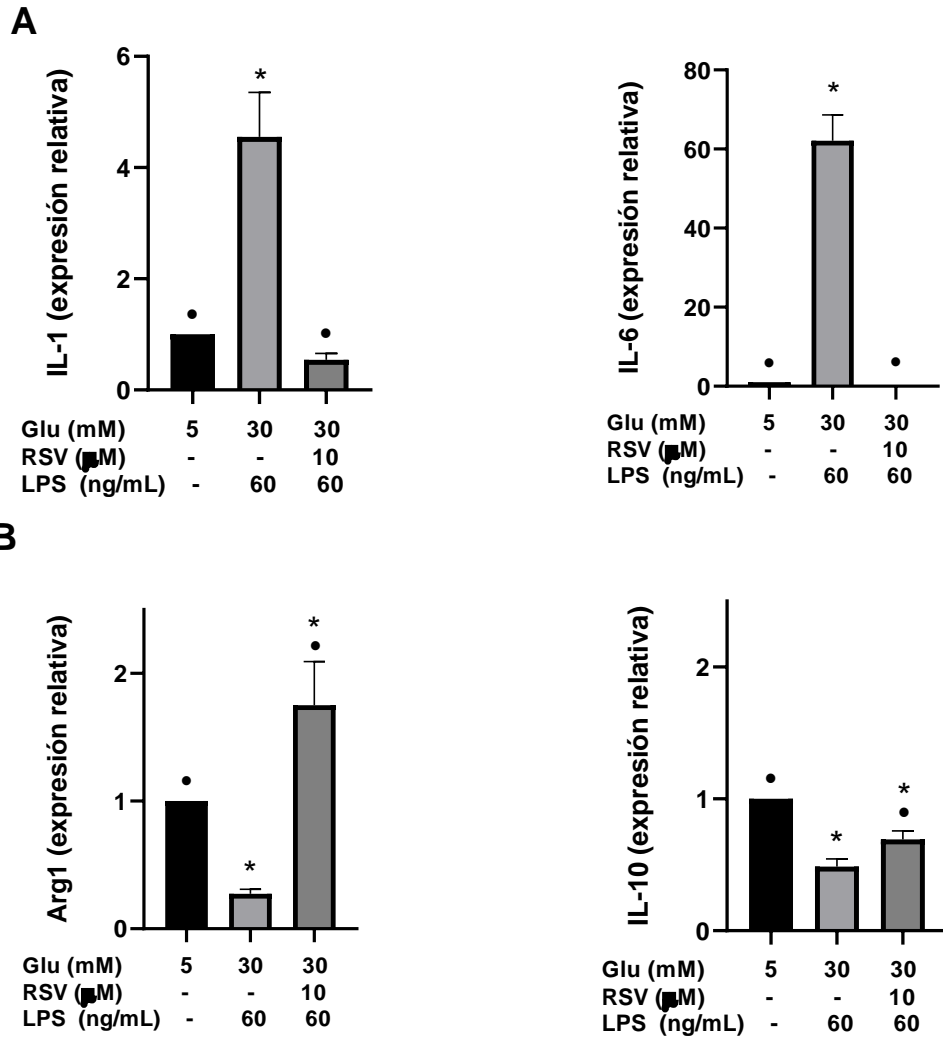 A
IL-1 (expresión relativa)
6
4
2
0
*
•
•
Glu (mM) 5 30 30
RSV (μM) - - 10
LPS (ng/mL) - 60 60
IL-6 (expresión relativa)
80
60
40
20
0
*
•
•
Glu (mM) 5 30 30
RSV (μM) - - 10
LPS (ng/mL) - 60 60
B
Arg1 (expresión relativa)
2
1
0
*
•
•
*
Glu (mM) 5 30 30
RSV (μM) - - 10
LPS (ng/mL) - 60 60
IL-10 (expresión relativa)
2
1
0
•
*
*
•
Glu (mM) 5 30 30
RSV (μM) - - 10
LPS (ng/mL) - 60 60